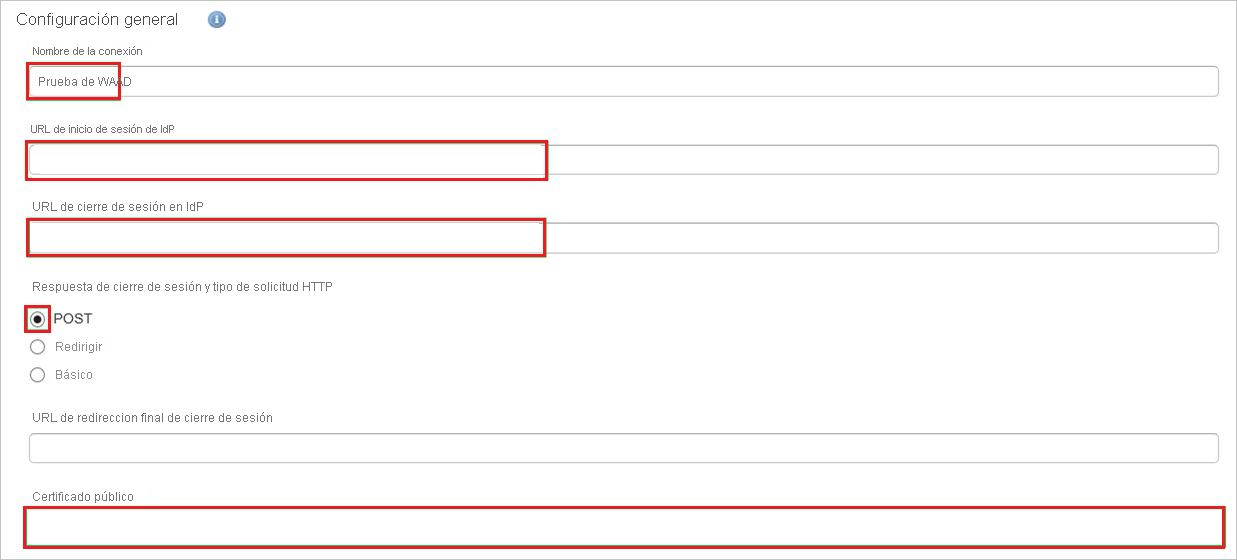 Configuración general
Nombre de la conexión
Prueba de WAAD
URL de inicio de sesión de IdP
URL de cierre de sesión en IdP
Respuesta de cierre de sesión y tipo de solicitud HTTP
POST
Redirigir
Básico
URL de redireccion final de cierre de sesión
Certificado público